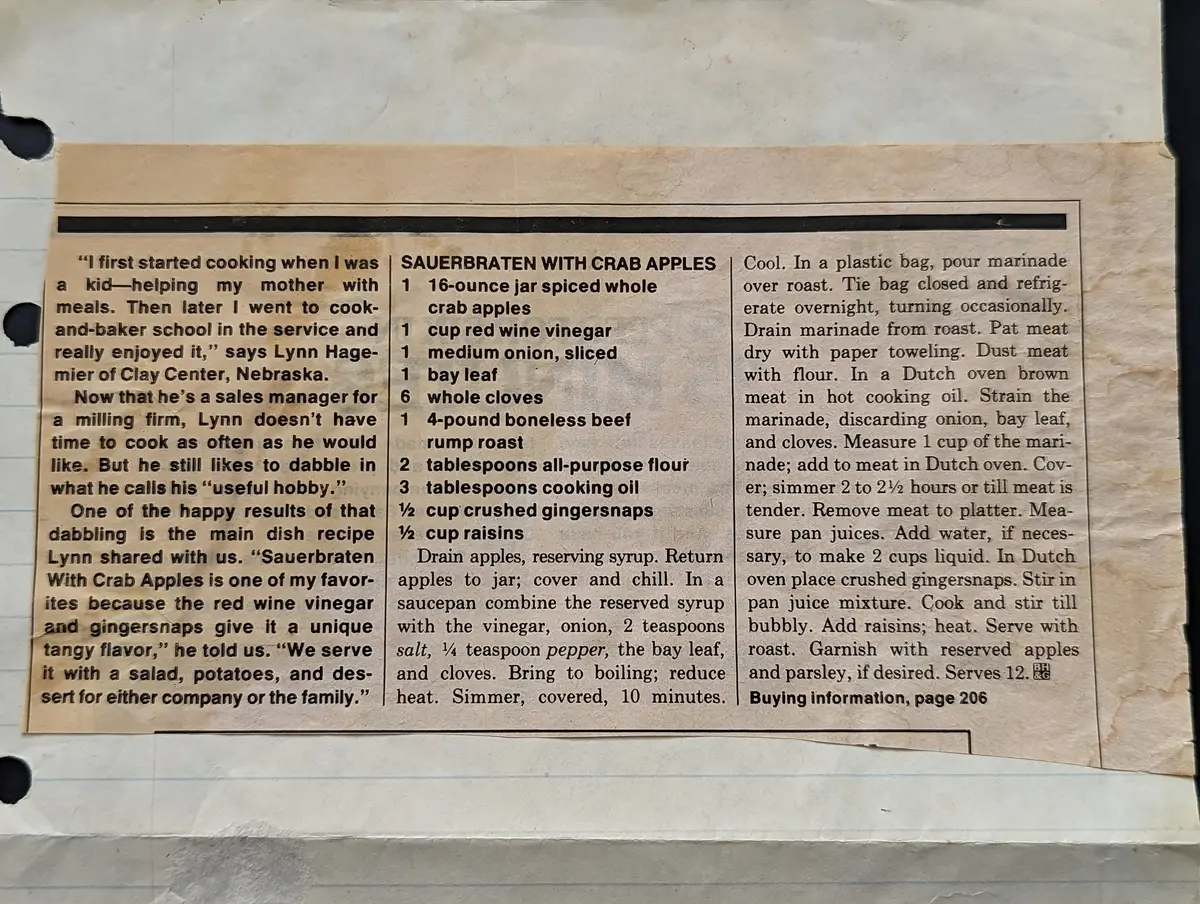 “I first started cooking when I was
a kid—helping my mother with
meals. Then later I went to cook-
and-baker school in the service and
really enjoyed it,” says Lynn Hage-
mier of Clay Center, Nebraska.
Now that he’s a sales manager for
a milling firm, Lynn doesn’t have
time to cook as often as he would
like. But he still likes to dabble in
what he calls his “useful hobby.”
One of the happy results of that
dabbling is the main dish recipe
Lynn shared with us. “Sauerbraten
With Crab Apples is one of my favor-
ites because the red wine vinegar
and gingersnaps give it a unique
tangy flavor,” he told us. “We serve
it with a salad, potatoes, and des-
sert for either company or the family.”
SAUERBRATEN WITH CRAB APPLES
1 16-ounce jar spiced whole
crab apples
1 cup red wine vinegar
1 medium onion, sliced
1 bay leaf
6 whole cloves
1 4-pound boneless beef
rump roast
2 tablespoons all-purpose flour
3 tablespoons cooking oil
½ cup crushed gingersnaps
½ cup raisins
Drain apples, reserving syrup. Return
apples to jar; cover and chill. In a
saucepan combine the reserved syrup
with the vinegar, onion, 2 teaspoons
salt, ¼ teaspoon pepper, the bay leaf,
and cloves. Bring to boiling; reduce
heat. Simmer, covered, 10 minutes.
Cool. In a plastic bag, pour marinade
over roast. Tie bag closed and refrig-
erate overnight, turning occasionally.
Drain marinade from roast. Pat meat
dry with paper toweling. Dust meat
with flour. In a Dutch oven brown
meat in hot cooking oil. Strain the
marinade, discarding onion, bay leaf,
and cloves. Measure 1 cup of the mari-
nade; add to meat in Dutch oven. Cov-
er; simmer 2 to 2½ hours or till meat is
tender. Remove meat to platter. Mea-
sure pan juices. Add water, if neces-
sary, to make 2 cups liquid. In Dutch
oven place crushed gingersnaps. Stir in
pan juice mixture. Cook and stir till
bubbly. Add raisins; heat. Serve with
roast. Garnish with reserved apples
and parsley, if desired. Serves 12.
Buying information, page 206